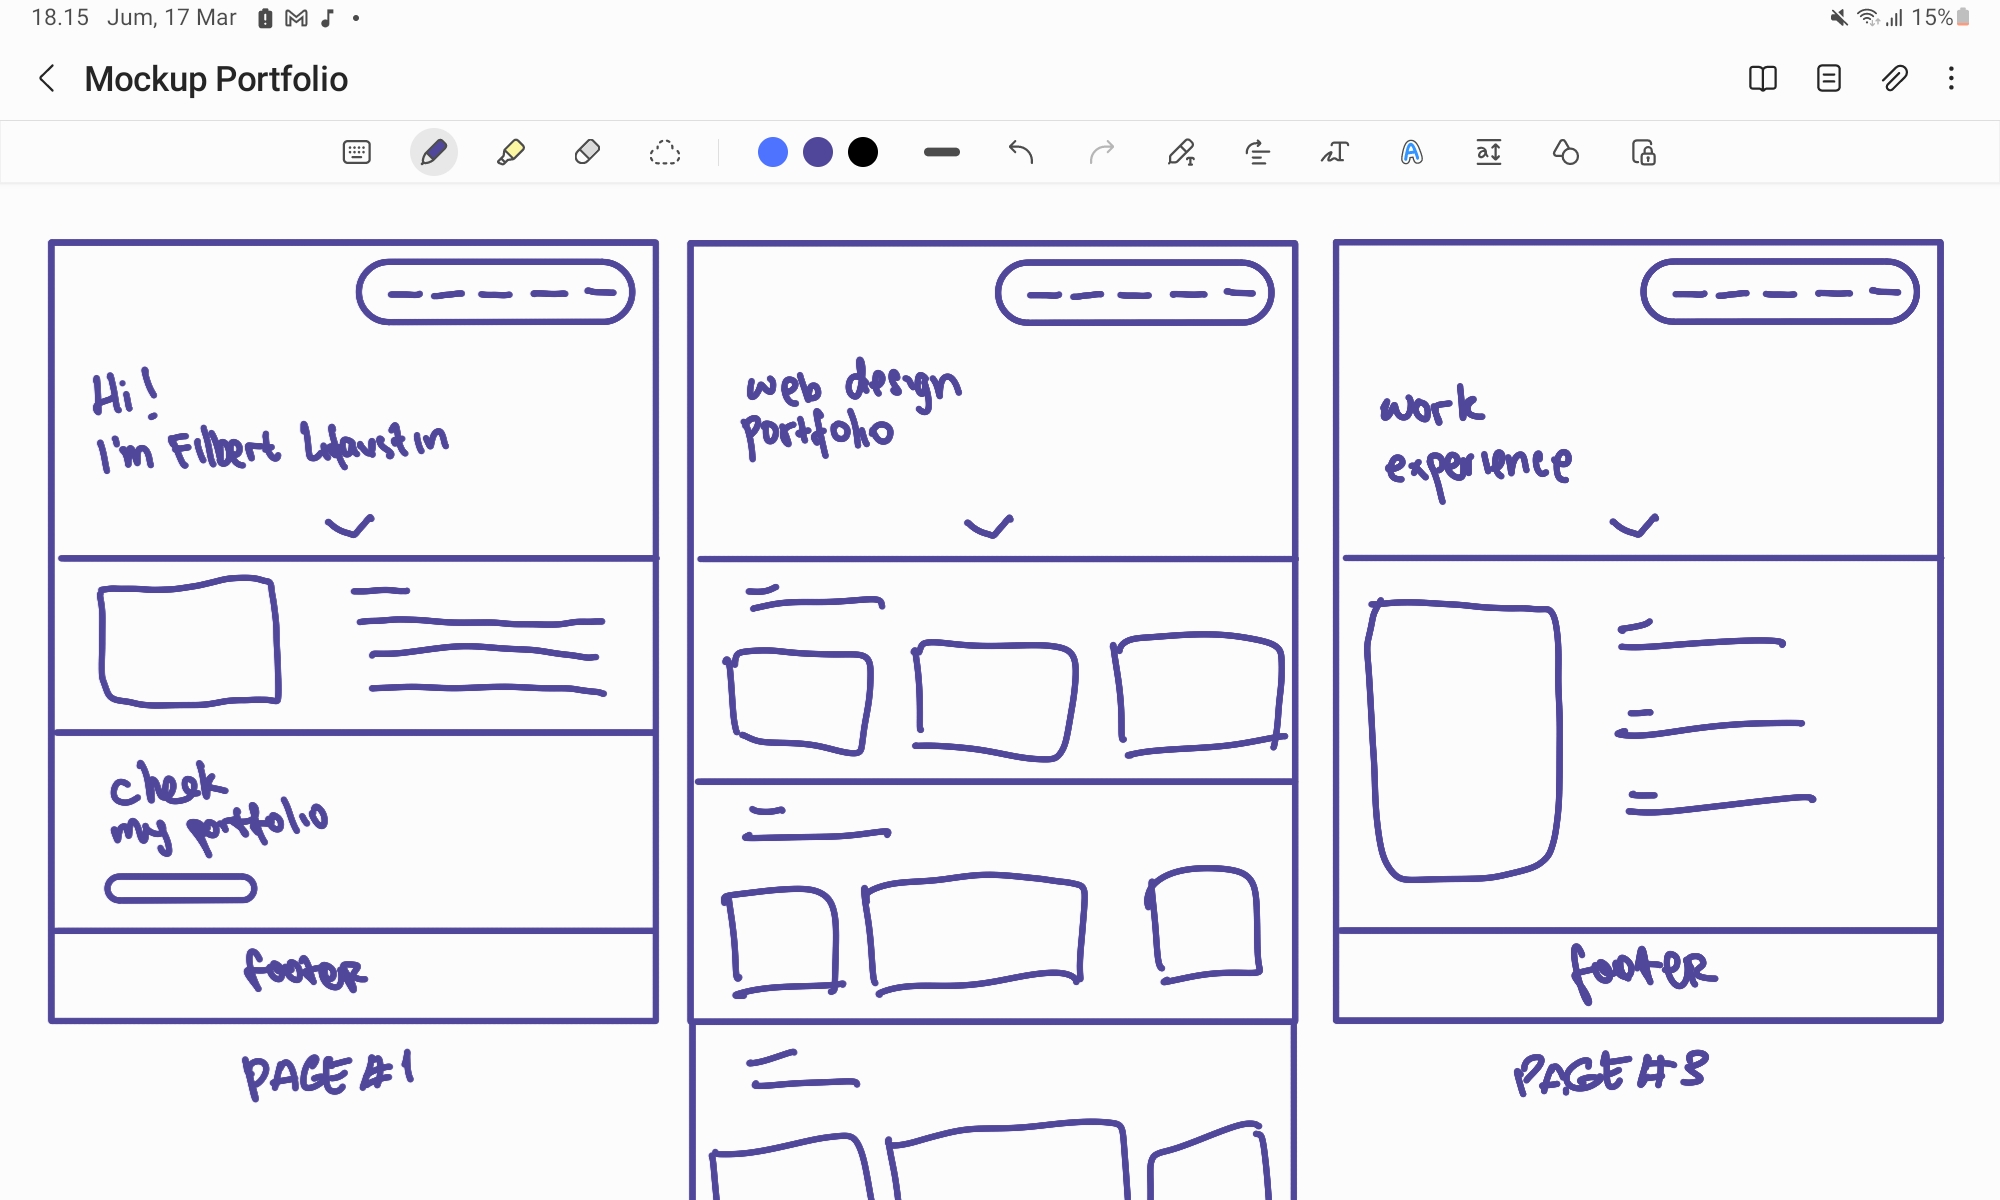 18.15 Jum, 17 Mar
15%
Mockup Portfolio
Hi!
I'm Filbert
web design
portfolio
work
experience
check
my portfolio
footer
footer
PAGE #1
PAGE #3